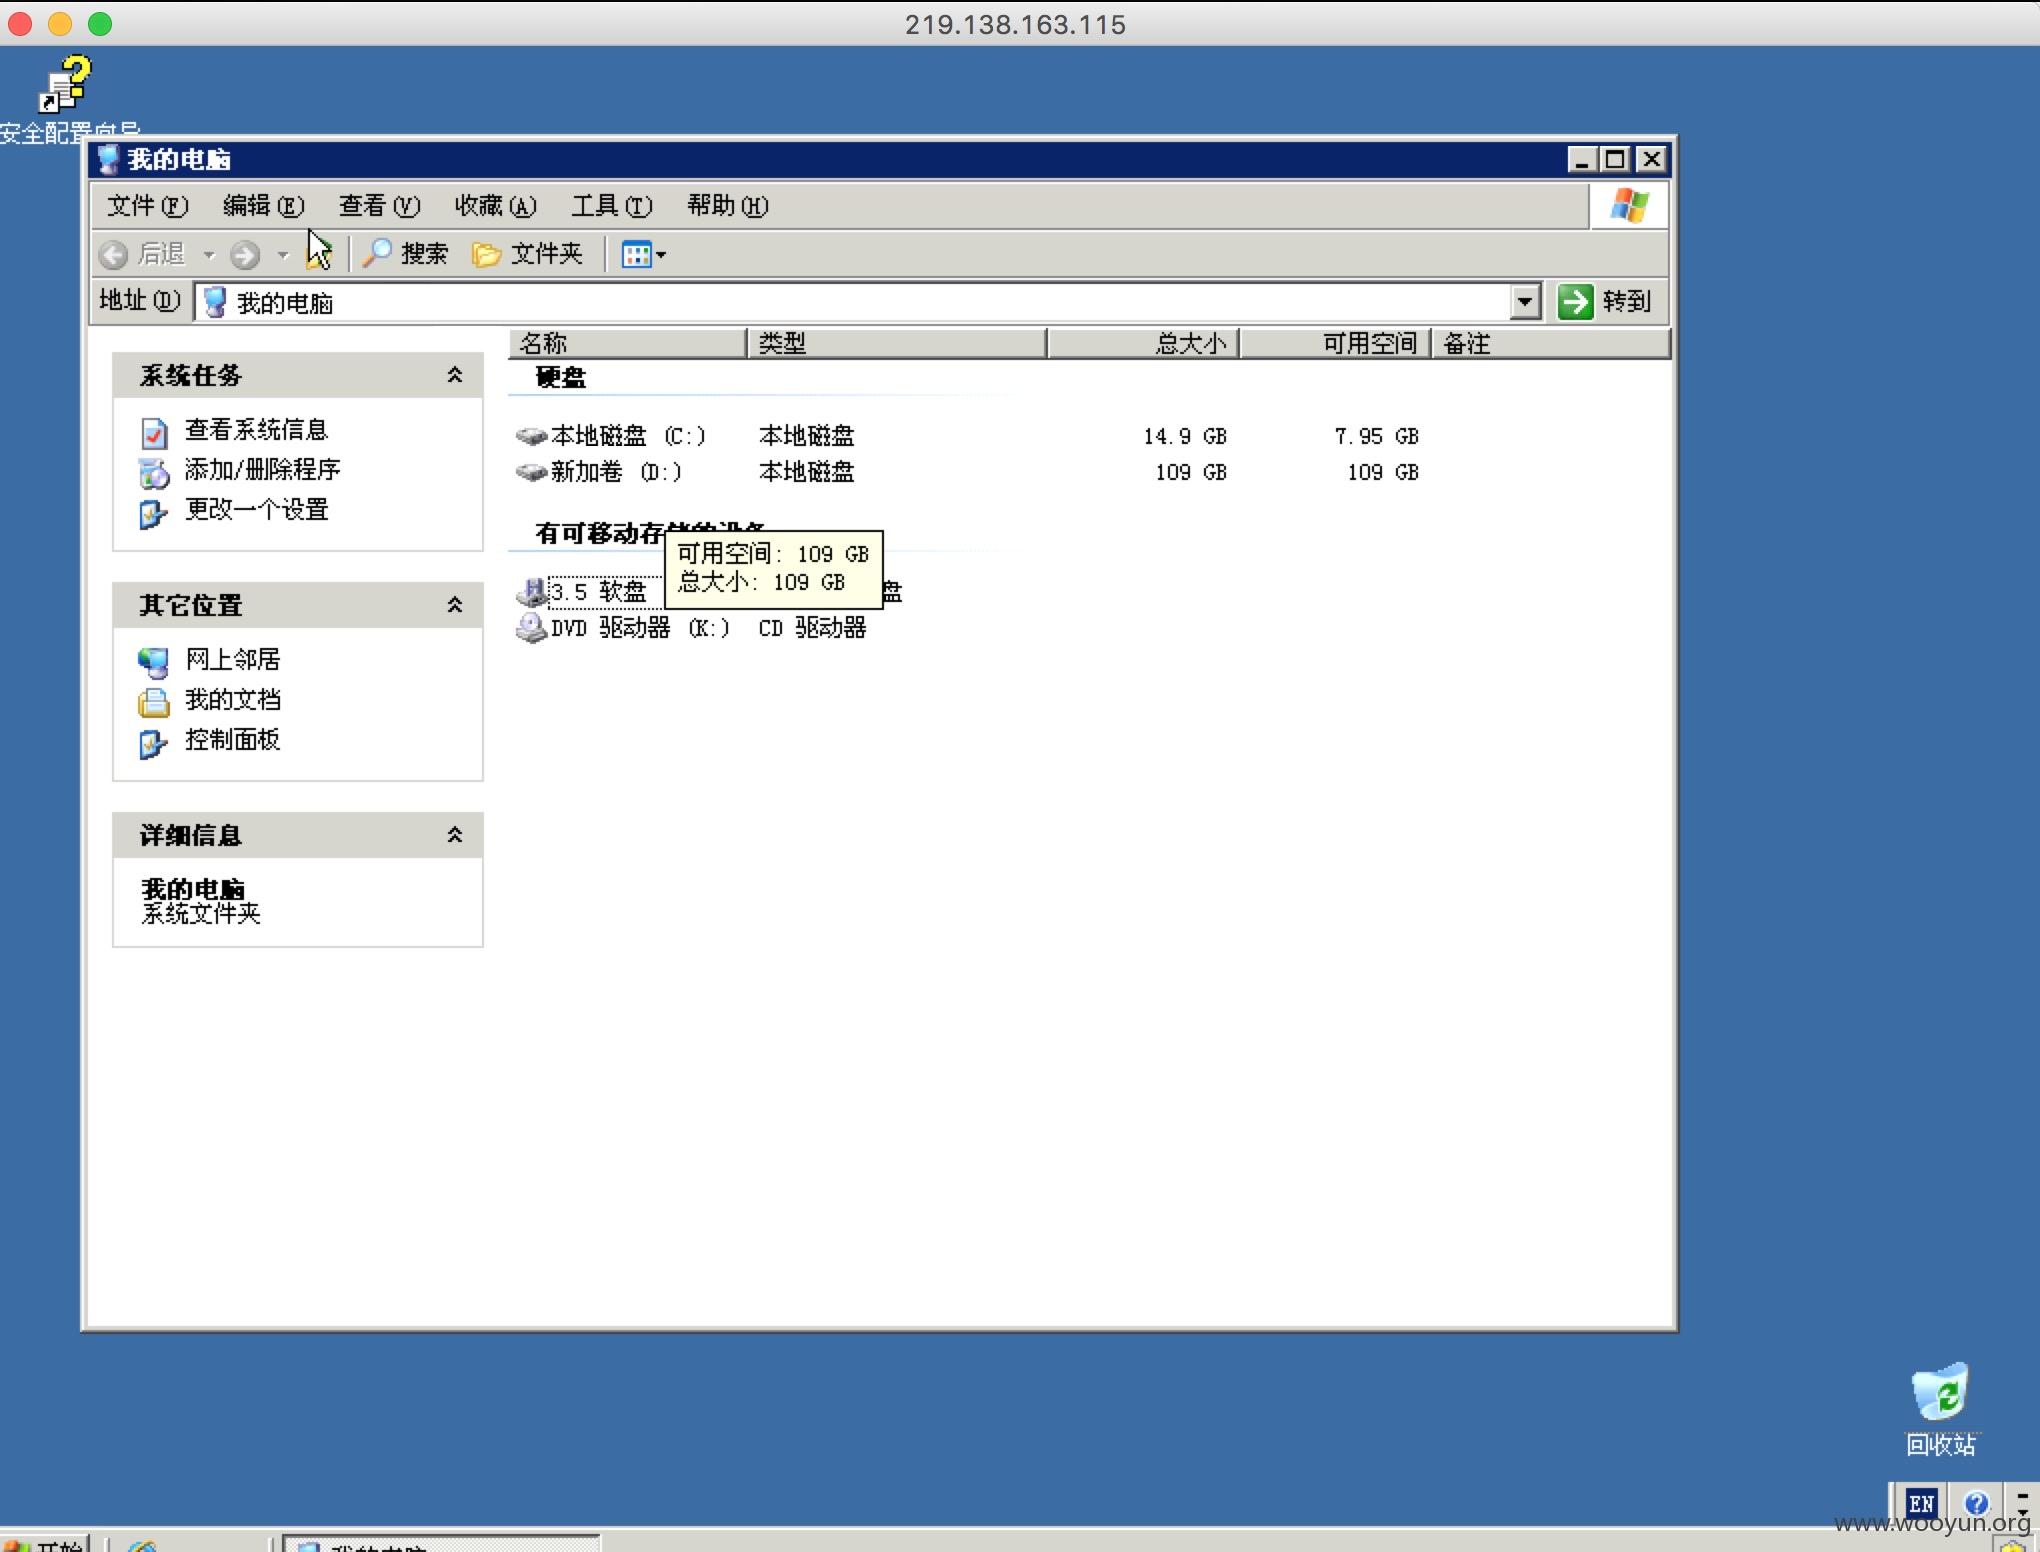 219.138.163.115
安全配置向导
我的电脑
文件(F) 编辑(E) 查看(V) 收藏(A) 工具(T) 帮助(H)
后退 搜索 文件夹
地址(D) 我的电脑 转到
名称 类型 总大小 可用空间 备注
系统任务
查看系统信息
添加/删除程序
更改一个设置
其它位置
网上邻居
我的文档
控制面板
详细信息
我的电脑
系统文件夹
硬盘
本地磁盘 (C:) 本地磁盘 14.9 GB 7.95 GB
新加卷 (D:) 本地磁盘 109 GB 109 GB
有可移动存储的设备
可用空间: 109 GB
总大小: 109 GB
3.5 软盘 盘
DVD 驱动器 (K:) CD 驱动器
回收站
EN
www.wooyun.org
开始 我的电脑